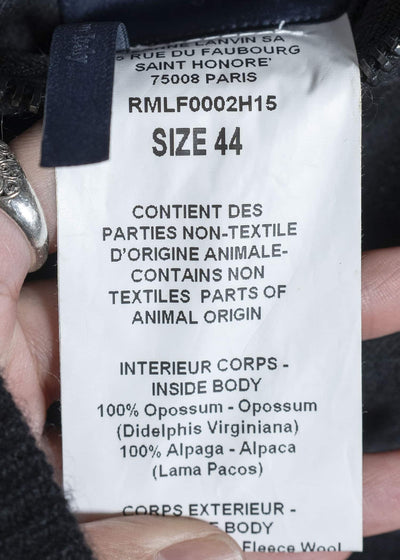 LANVIN SA
RUE DU FAUBOURG
SAINT HONORE'
75008 PARIS
RMLF0002H15
SIZE 44
CONTIENT DES
PARTIES NON-TEXTILE
D'ORIGINE ANIMALE-
CONTAINS NON
TEXTILES PARTS OF
ANIMAL ORIGIN
INTERIEUR CORPS -
INSIDE BODY
100% Opossum - Opossum
(Didelphis Virginiana)
100% Alpaga - Alpaca
(Lama Pacos)
CORPS EXTERIEUR -
BODY
Fleece Wool